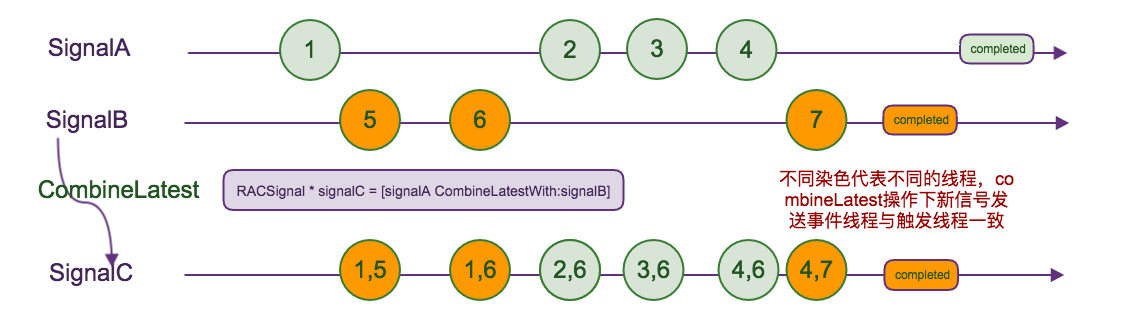 SignalA
1
2
3
4
completed
SignalB
5
6
7
completed
CombineLatest
RACSignal * signalC = [signalA CombineLatestWith:signalB]
不同染色代表不同的线程，co
mbineLatest操作下新信号发
送事件线程与触发线程一致
SignalC
1,5
1,6
2,6
3,6
4,6
4,7
completed